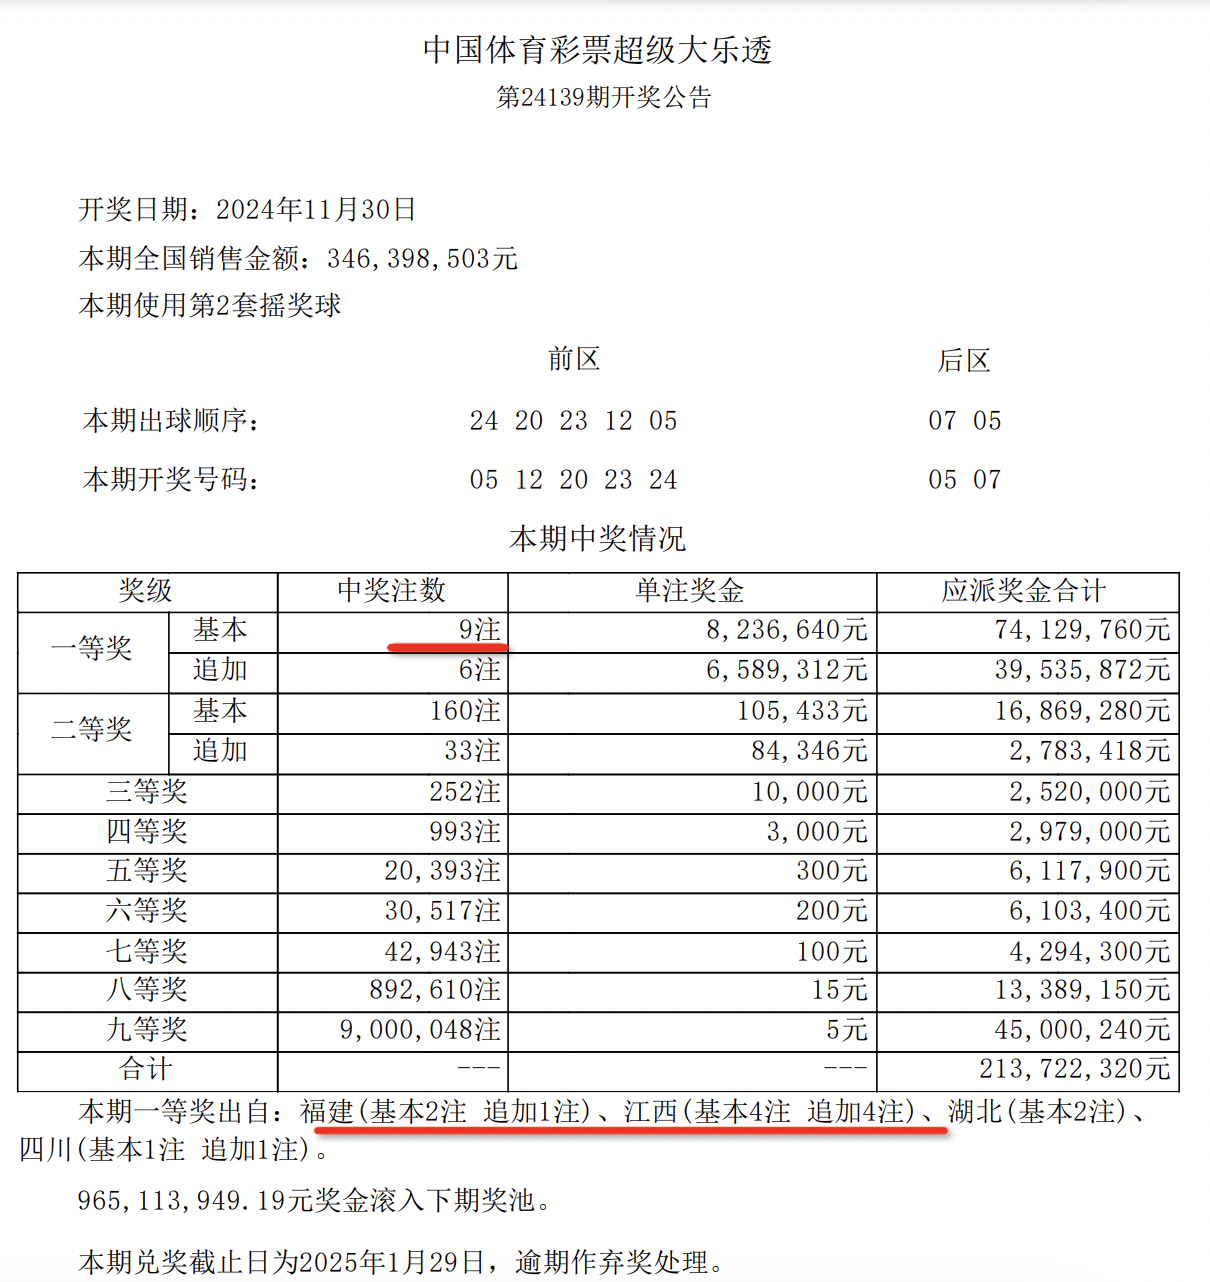 中国体育彩票超级大乐透
第24139期开奖公告
开奖日期：2024年11月30日
本期全国销售金额：346,398,503元
本期使用第2套摇奖球
前区 后区
本期出球顺序： 24 20 23 12 05 07 05
本期开奖号码： 05 12 20 23 24 05 07
本期中奖情况
奖级 中奖注数 单注奖金 应派奖金合计
一等奖 基本 9注 8,236,640元 74,129,760元
追加 6注 6,589,312元 39,535,872元
二等奖 基本 160注 105,433元 16,869,280元
追加 33注 84,346元 2,783,418元
三等奖 252注 10,000元 2,520,000元
四等奖 993注 3,000元 2,979,000元
五等奖 20,393注 300元 6,117,900元
六等奖 30,517注 200元 6,103,400元
七等奖 42,943注 100元 4,294,300元
八等奖 892,610注 15元 13,389,150元
九等奖 9,000,048注 5元 45,000,240元
合计 --- --- 213,722,320元
本期一等奖出自：福建(基本2注 追加1注)、江西(基本4注 追加4注)、湖北(基本2注)、
四川(基本1注 追加1注)。
965,113,949.19元奖金滚入下期奖池。
本期兑奖截止日为2025年1月29日，逾期作弃奖处理。